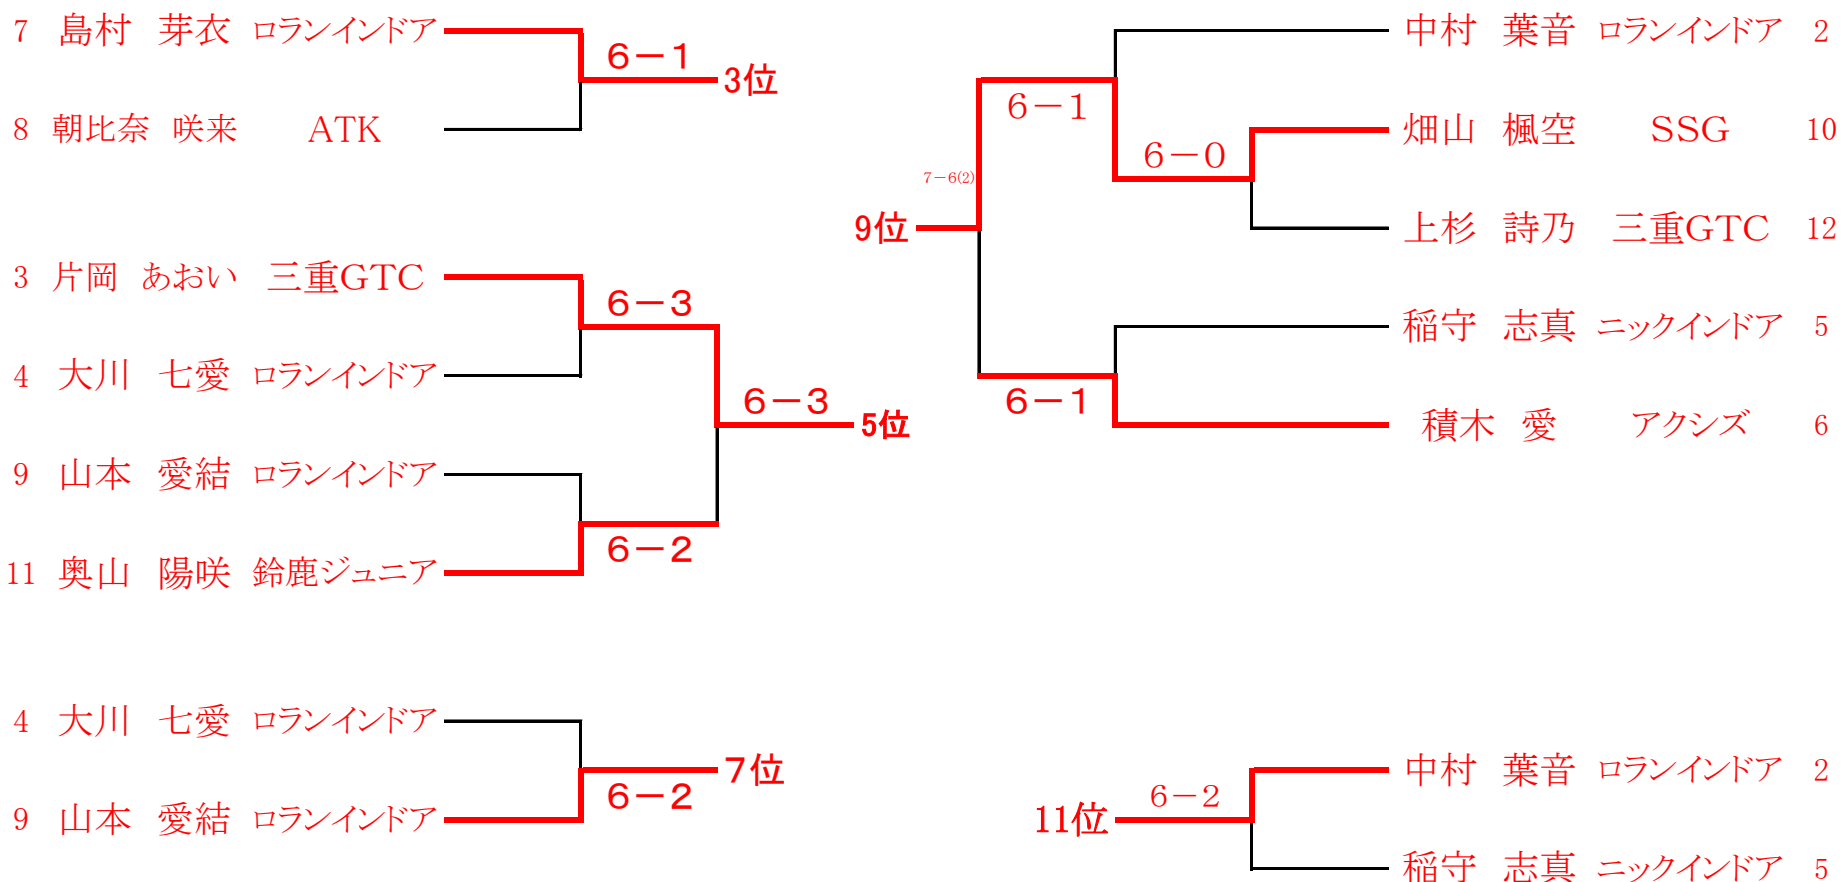 7 島村 芽衣 ロランインドア
6－1
3位
8 朝比奈 咲来 ATK
3 片岡 あおい 三重GTC
6－3
4 大川 七愛 ロランインドア
6－3
5位
9 山本 愛結 ロランインドア
6－2
11 奥山 陽咲 鈴鹿ジュニア
4 大川 七愛 ロランインドア
7位
6－2
9 山本 愛結 ロランインドア
中村 葉音 ロランインドア 2
6－1
畑山 楓空 SSG 10
6－0
7－6(2)
9位
上杉 詩乃 三重GTC 12
稲守 志真 ニックインドア 5
6－1
積木 愛 アクシズ 6
中村 葉音 ロランインドア 2
6－2
11位
稲守 志真 ニックインドア 5